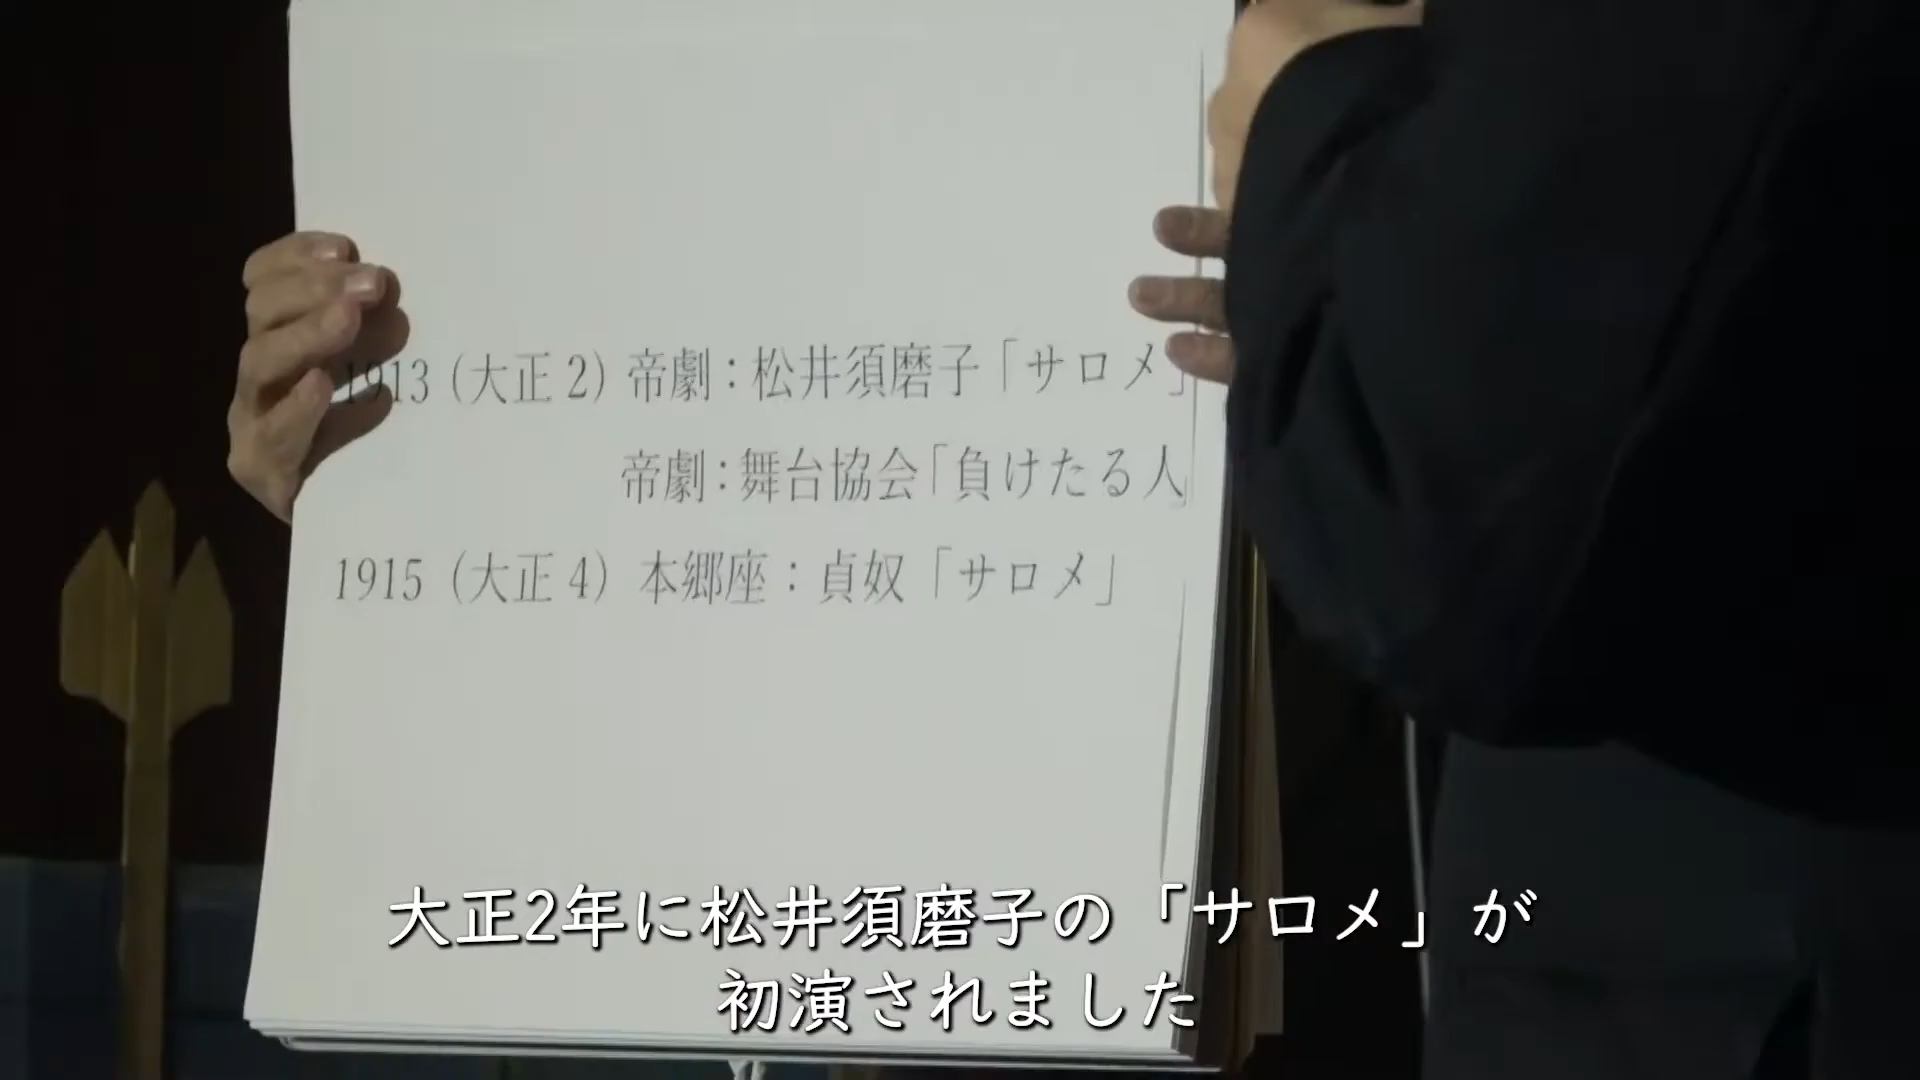 1913（大正2）帝劇：松井須磨子「サロメ」
帝劇：舞台協会「負けたる人」
1915（大正4）本郷座：貞奴「サロメ」
大正2年に松井須磨子の「サロメ」が
初演されました